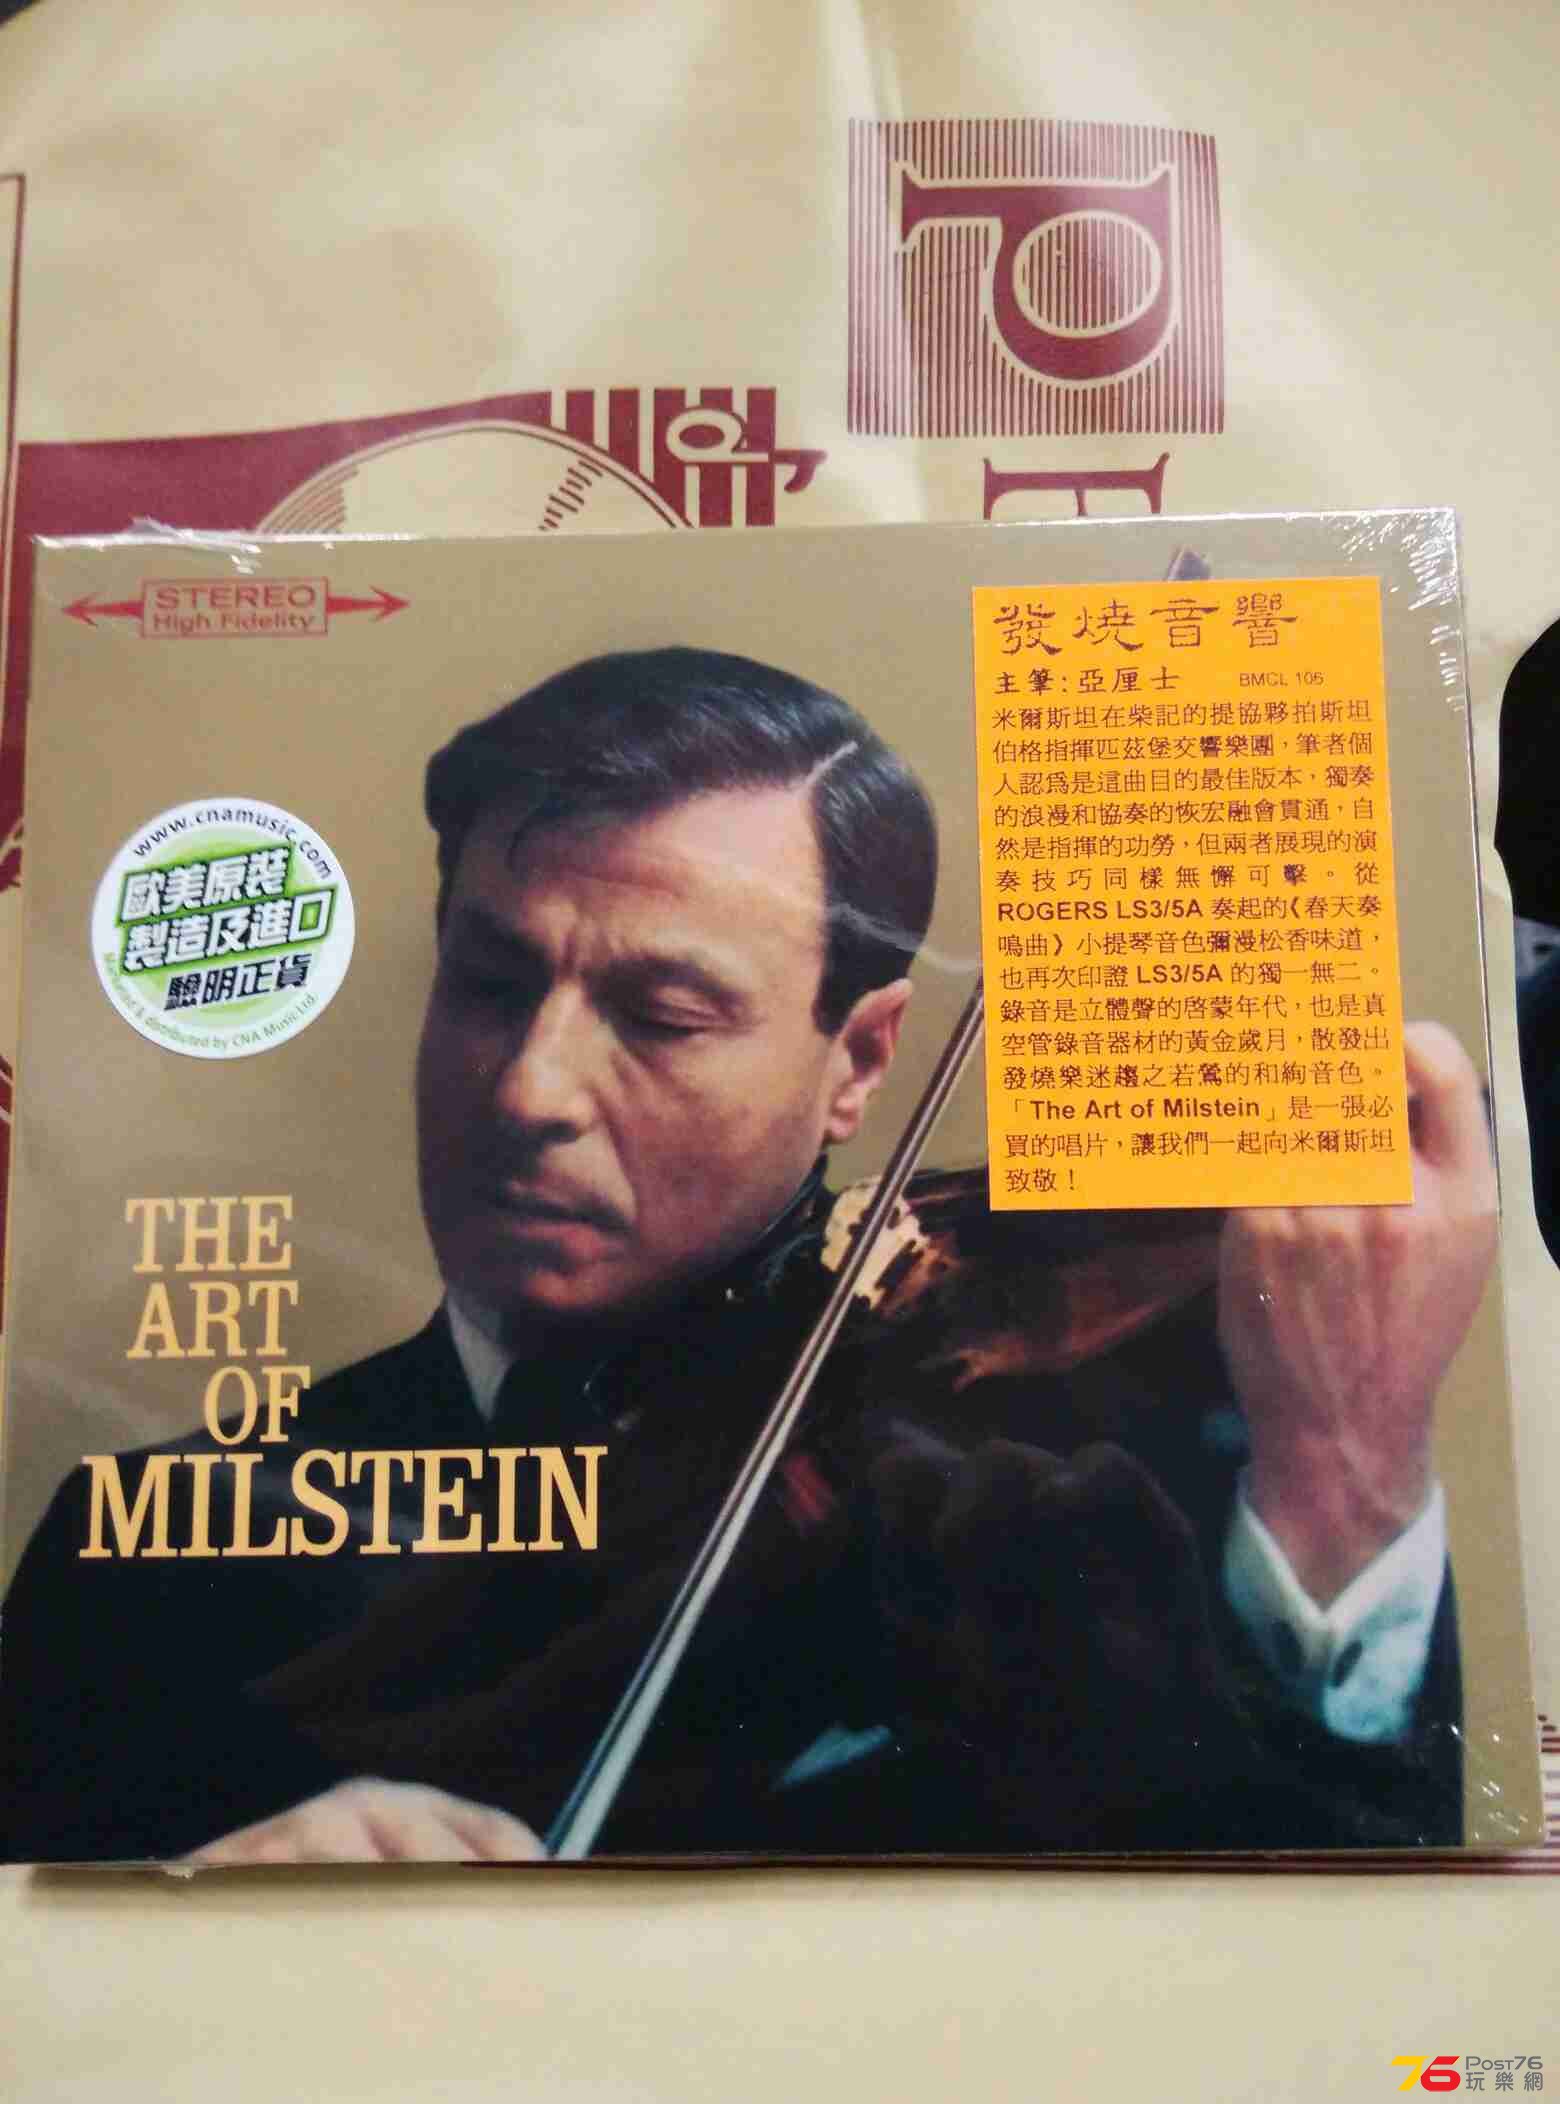 P
H
STEREO
High Fidelity
發燒音響
主筆：亞厘士 BMCL 106
米爾斯坦在柴記的提協夥拍斯坦
伯格指揮匹茲堡交響樂團，筆者個
人認為是這曲目的最佳版本，獨奏
的浪漫和協奏的恢宏融會貫通，自
然是指揮的功勞，但兩者展現的演
奏技巧同樣無懈可擊。從
ROGERS LS3/5A 奏起的《春天奏
鳴曲》小提琴音色彌漫松香味道，
也再次印證 LS3/5A 的獨一無二。
錄音是立體聲的啓蒙年代，也是真
空管錄音器材的黃金歲月，散發出
發燒樂迷趨之若鶩的和絢音色。
「The Art of Milstein」是一張必
買的唱片，讓我們一起向米爾斯坦
致敬！
www.cnamusic.com
歐美原裝
製造及進口
驗明正貨
Marketed & distributed by CNA Music Ltd.
THE
ART
OF
MILSTEIN
76 POST76
玩樂網